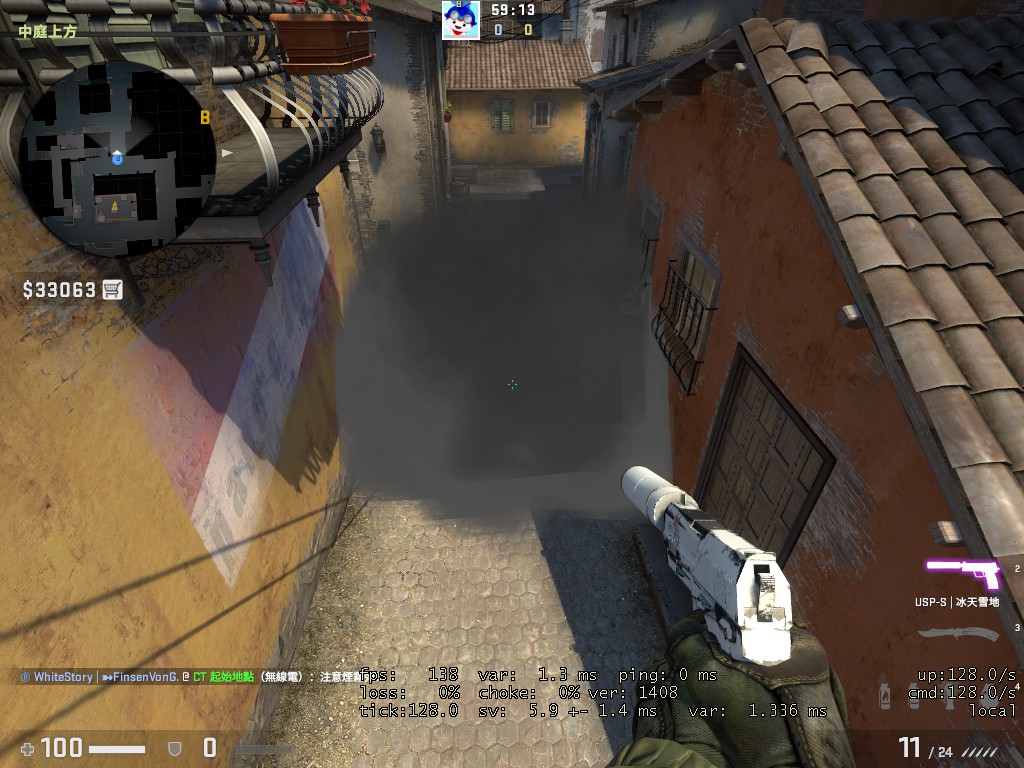 59:13
0 0
中庭上方
B
$33063
2
USP-S | 冰天雪地
3
WhiteStory | ➳FinsenVonG. @ CT 起始地點 (無線電): 注意煙
fps: 138 var: 1.3 ms ping: 0 ms
loss: 0% choke: 0% ver: 1408
tick:128.0 sv: 5.9 +- 1.4 ms var: 1.336 ms
up:128.0/s
cmd:128.0/s
4
local
100
0
11 / 24